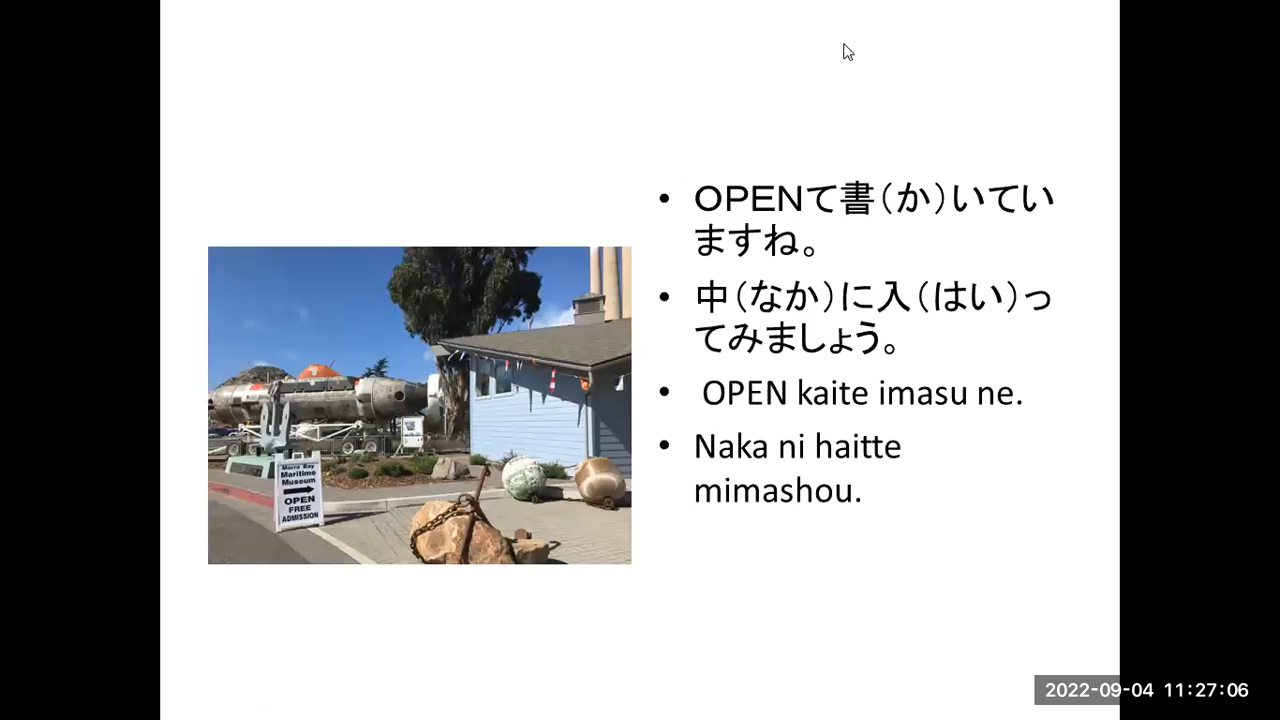 OPENて書(か)いてい
ますね。
中(なか)に入(はい)っ
てみましょう。
OPEN kaite imasu ne.
Naka ni haitte
mimashou.
Morro Bay
Maritime
Museum
OPEN
FREE
ADMISSION
2022-09-04 11:27:06